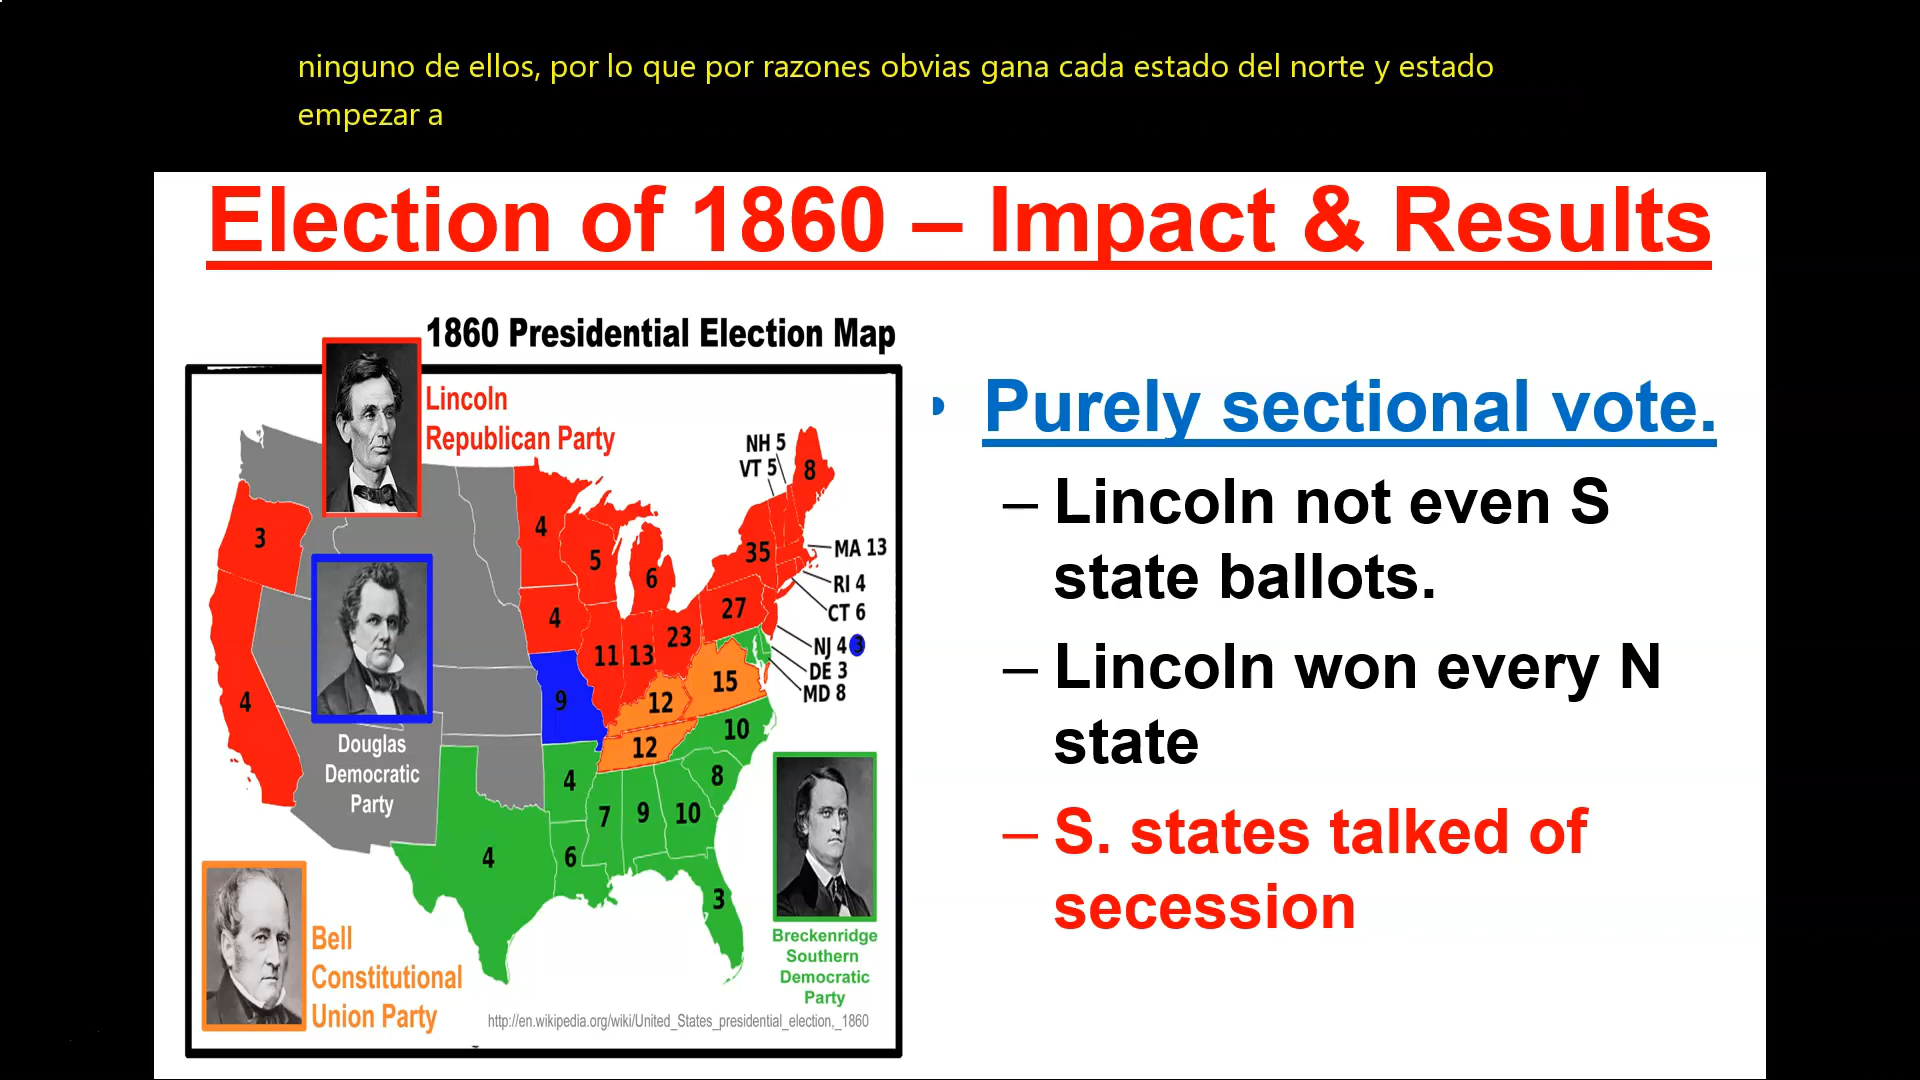 ninguno de ellos, por lo que por razones obvias gana cada estado del norte y estado
empezar a
Election of 1860 – Impact & Results
1860 Presidential Election Map
Lincoln
Republican Party
NH 5
VT 5
8
3
4
5
6
35
MA 13
RI 4
CT 6
4
27
23
11
13
NJ 4 3
DE 3
MD 8
4
9
12
15
12
10
Douglas
Democratic
Party
4
8
7
9
10
4
6
3
Bell
Constitutional
Union Party
Breckenridge
Southern
Democratic
Party
http://en.wikipedia.org/wiki/United_States_presidential_election,_1860
• Purely sectional vote.
– Lincoln not even S
state ballots.
– Lincoln won every N
state
– S. states talked of
secession